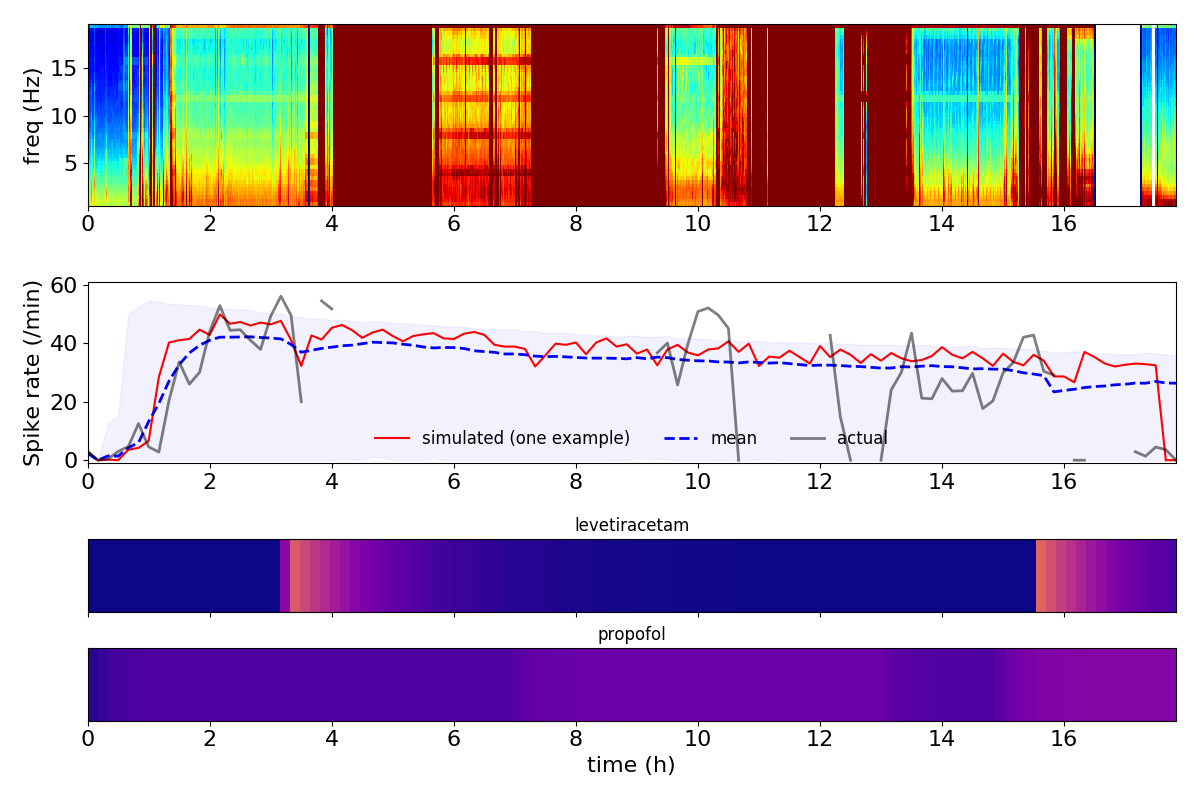 freq (Hz)
15
10
5
0 2 4 6 8 10 12 14 16
Spike rate (/min)
60
40
20
0
simulated (one example) mean actual
0 2 4 6 8 10 12 14 16
levetiracetam
propofol
0 2 4 6 8 10 12 14 16
time (h)